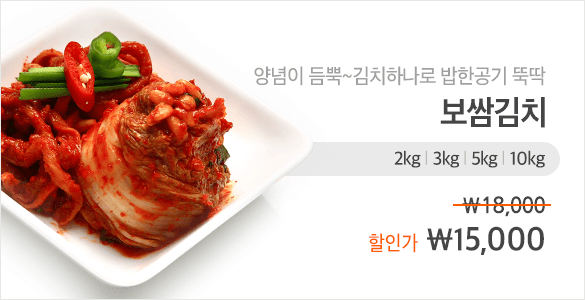 양념이 듬뿍~김치하나로 밥한공기 뚝딱
보쌈김치
2kg | 3kg | 5kg | 10kg
₩18,000
할인가 ₩15,000